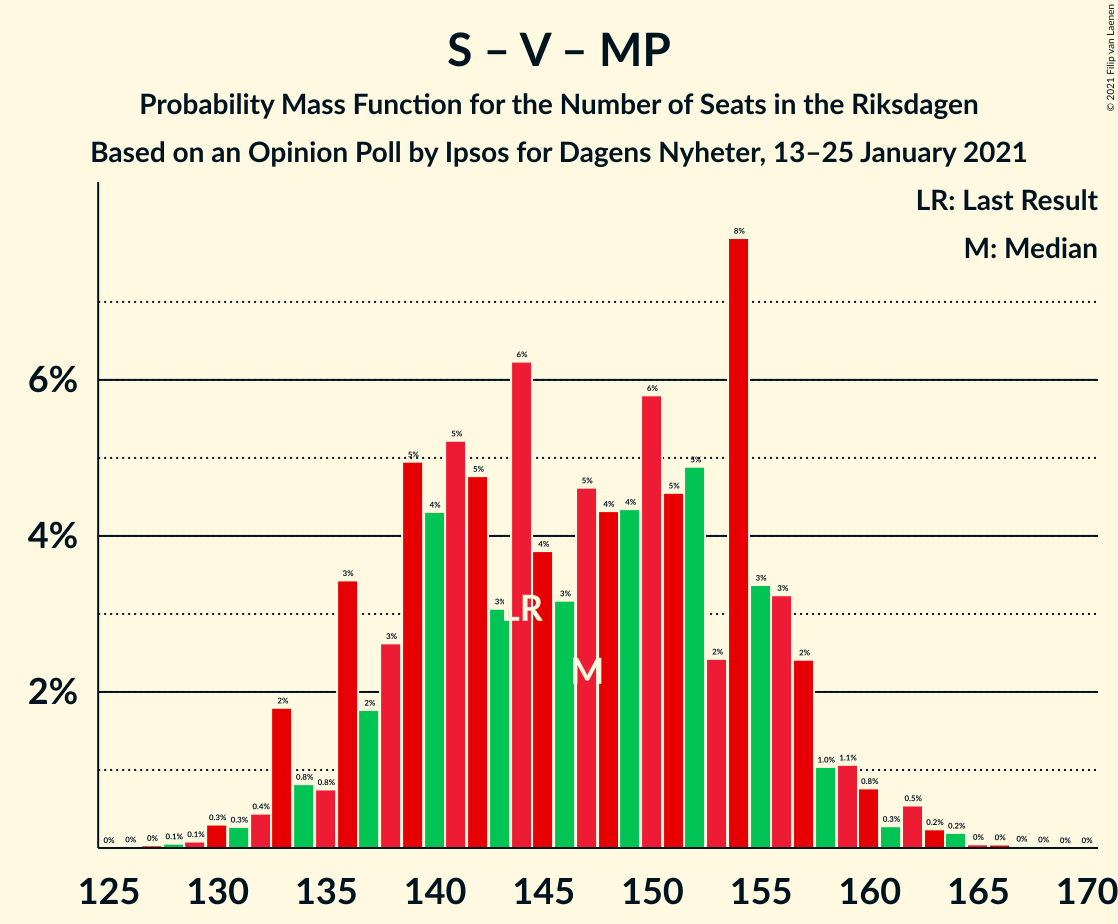 S – V – MP
Probability Mass Function for the Number of Seats in the Riksdagen
Based on an Opinion Poll by Ipsos for Dagens Nyheter, 13–25 January 2021
© 2021 Filip van Laenen
LR: Last Result
M: Median
6%
4%
2%
0% 0% 0% 0.1% 0.1% 0.3% 0.3% 0.4% 2% 0.8% 0.8% 3% 2% 3% 5% 4% 5% 5% 3% 6% 4% 3% 5% 4% 4% 6% 5% 5% 2% 8% 3% 3% 2% 1.0% 1.1% 0.8% 0.3% 0.5% 0.2% 0.2% 0% 0% 0% 0% 0% 0%
LR
M
125 130 135 140 145 150 155 160 165 170